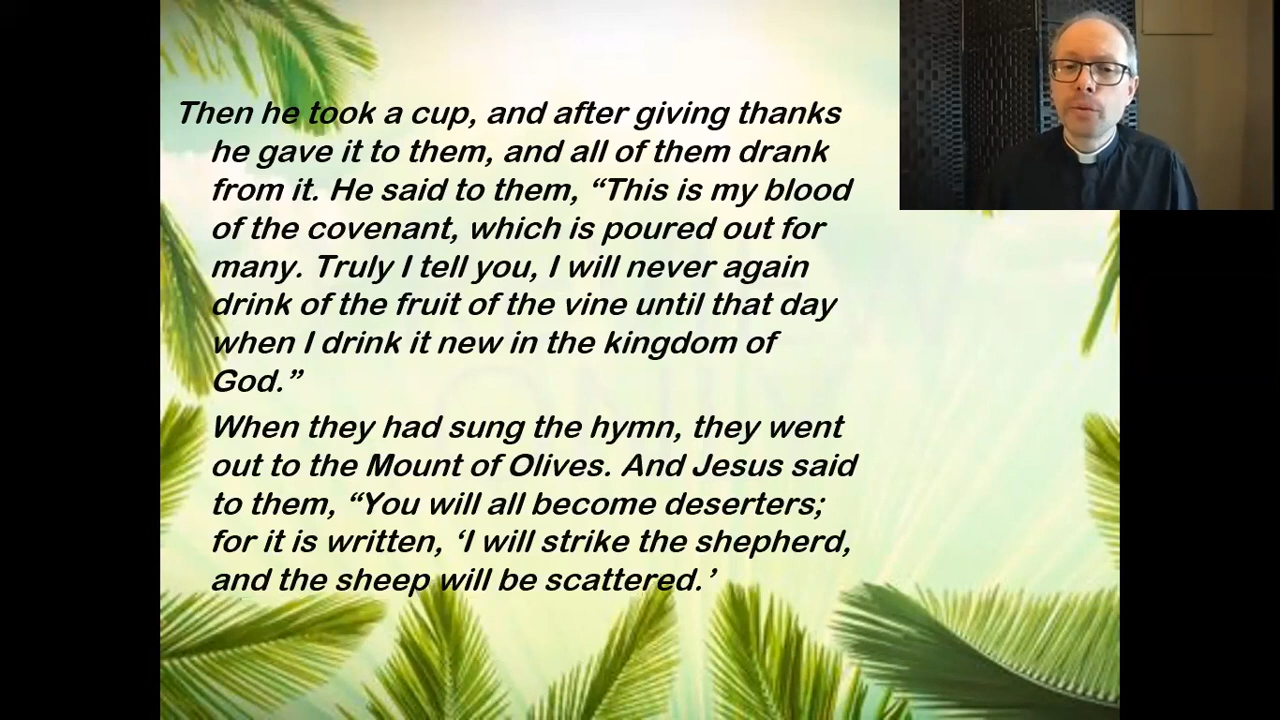 Then he took a cup, and after giving thanks
he gave it to them, and all of them drank
from it. He said to them, “This is my blood
of the covenant, which is poured out for
many. Truly I tell you, I will never again
drink of the fruit of the vine until that day
when I drink it new in the kingdom of
God.”
When they had sung the hymn, they went
out to the Mount of Olives. And Jesus said
to them, “You will all become deserters;
for it is written, ‘I will strike the shepherd,
and the sheep will be scattered.’